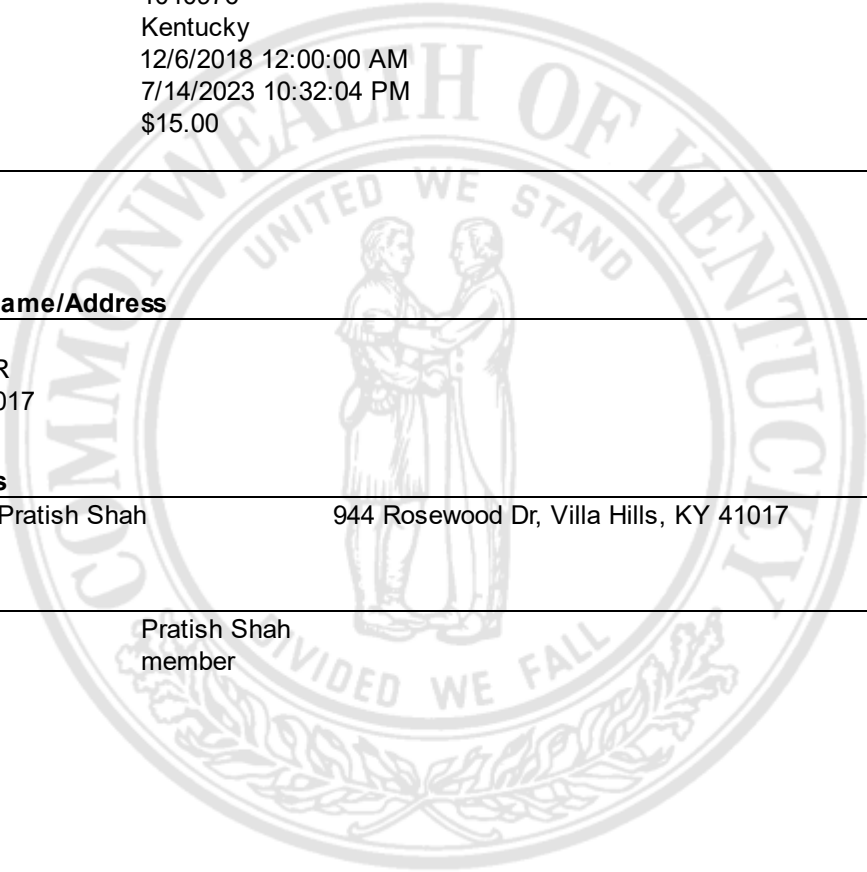 Kentucky
12/6/2018 12:00:00 AM
7/14/2023 10:32:04 PM
$15.00
COMMONWEALTH OF KENTUCKY
UNITED WE STAND
ame/Address
R
017
s
Pratish Shah 944 Rosewood Dr, Villa Hills, KY 41017
Pratish Shah
member
DIVIDED WE FALL